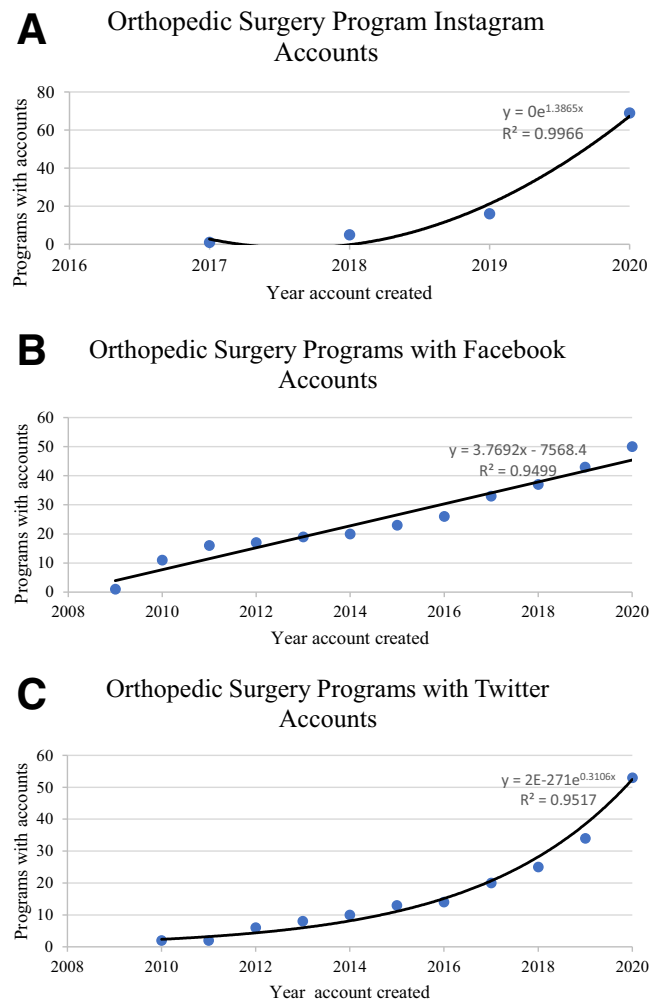 A
Orthopedic Surgery Program Instagram
Accounts
Programs with accounts
80
60
40
20
0
y = 0e^1.3865x
R² = 0.9966
2016
2017
2018
2019
2020
Year account created
B
Orthopedic Surgery Programs with Facebook
Accounts
Programs with accounts
60
50
40
30
20
10
0
y = 3.7692x - 7568.4
R² = 0.9499
2008
2010
2012
2014
2016
2018
2020
Year account created
C
Orthopedic Surgery Programs with Twitter
Accounts
Programs with accounts
60
50
40
30
20
10
0
y = 2E-271e^0.3106x
R² = 0.9517
2008
2010
2012
2014
2016
2018
2020
Year account created